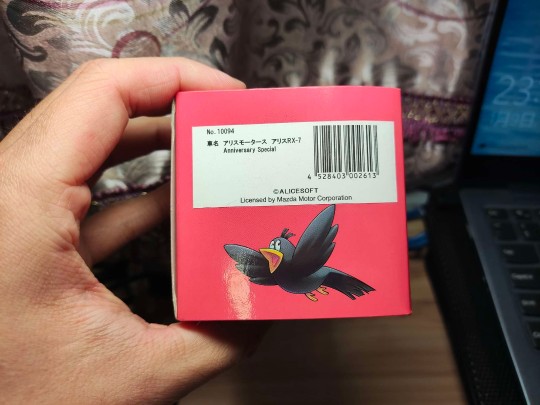 No.10094
車名 アリスモータース アリスRX-7
Anniversary Special
4 528403 002613
©ALICESOFT
Licensed by Mazda Motor Corporation
23